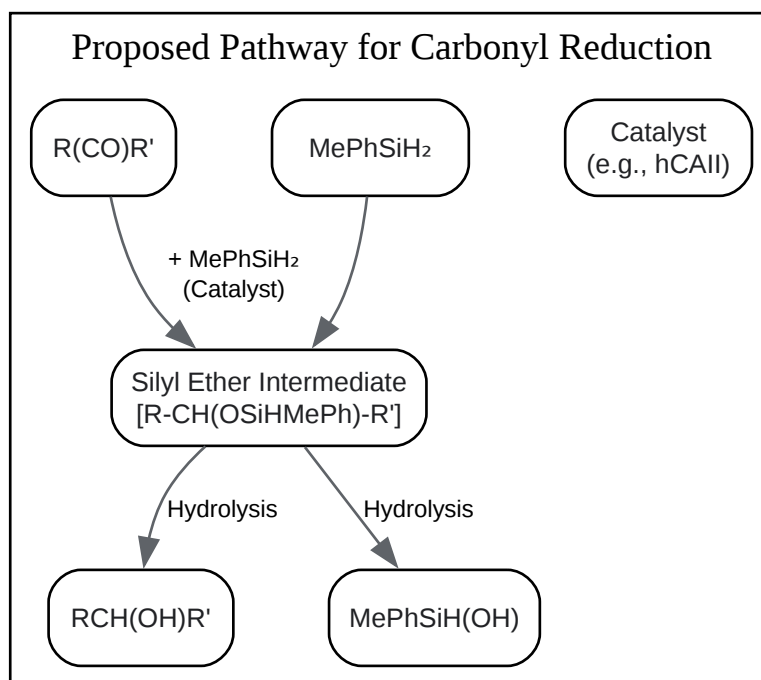 Proposed Pathway for Carbonyl Reduction
R(CO)R'
MePhSiH₂
Catalyst
(e.g., hCAII)
+ MePhSiH₂
(Catalyst)
Silyl Ether Intermediate
[R-CH(OSiHMePh)-R']
Hydrolysis
Hydrolysis
RCH(OH)R'
MePhSiH(OH)